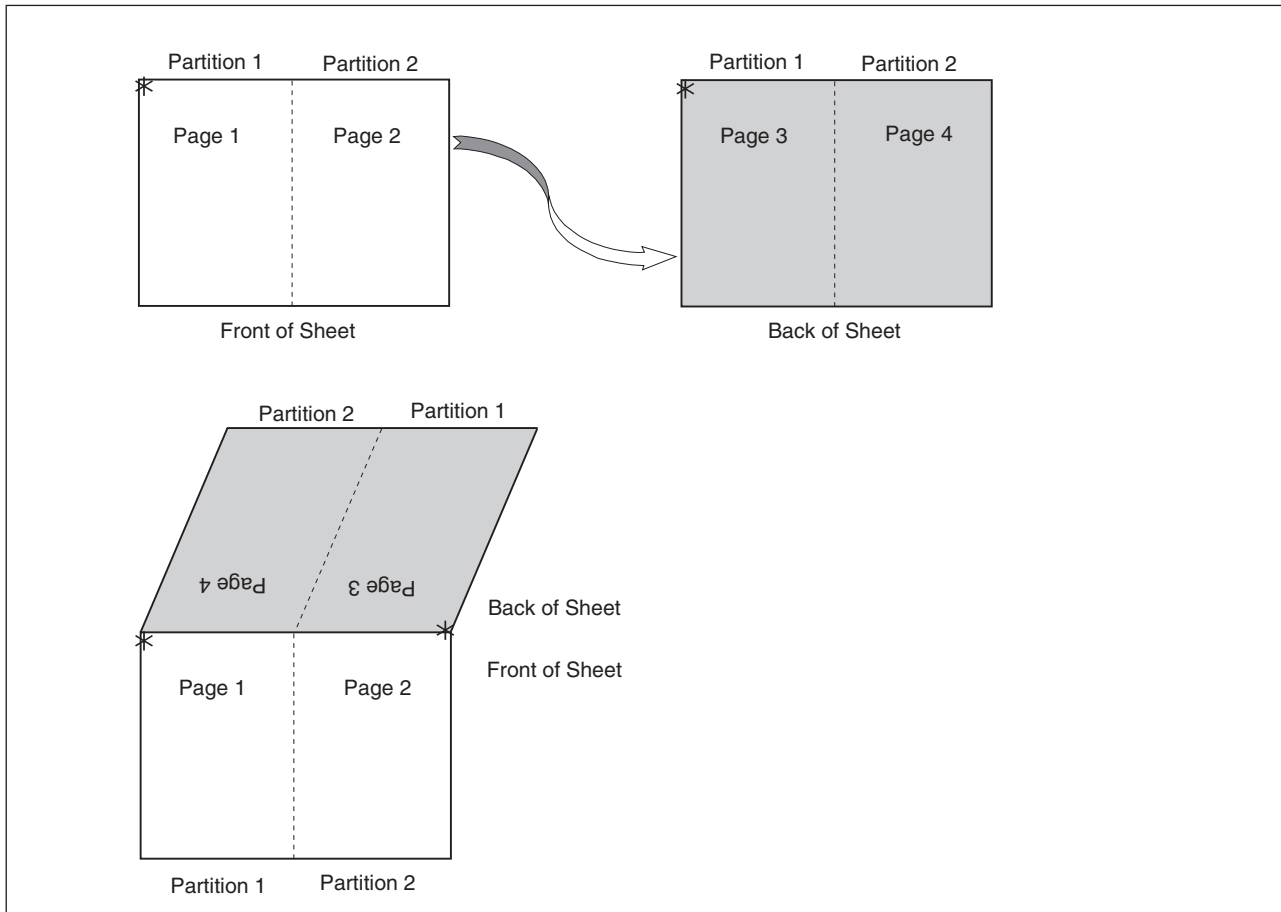 Partition 1 Partition 2
Partition 1 Partition 2
Page 1 Page 2
Page 3 Page 4
Front of Sheet
Back of Sheet
Partition 2 Partition 1
Page 4 Page 3
Back of Sheet
Front of Sheet
Page 1 Page 2
Partition 1 Partition 2